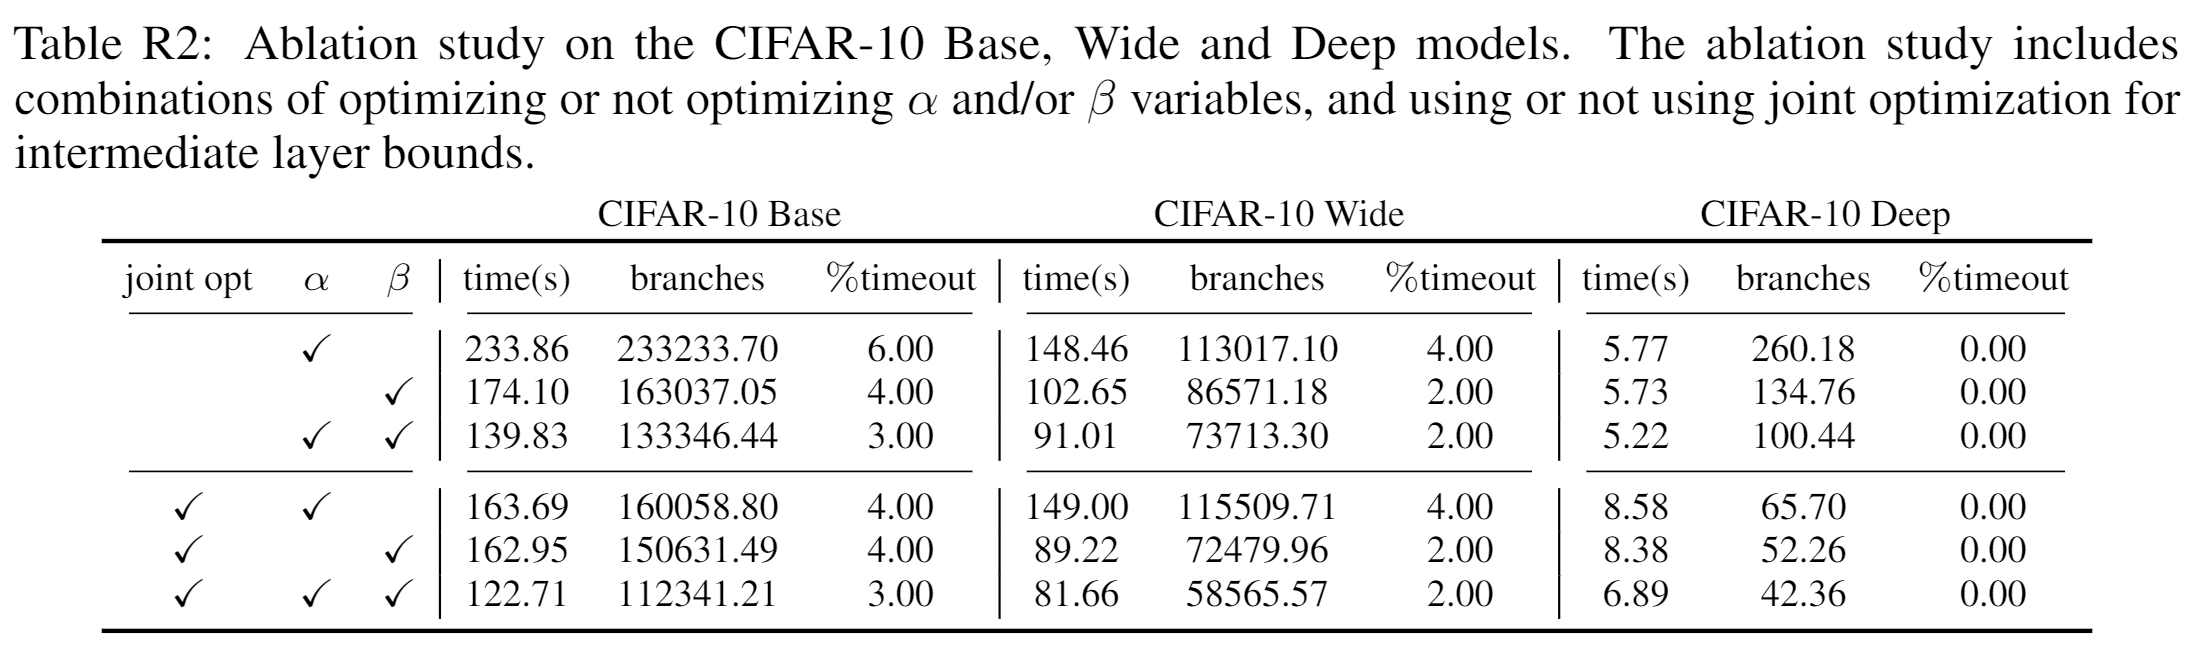 Table R2: Ablation study on the CIFAR-10 Base, Wide and Deep models. The ablation study includes
combinations of optimizing or not optimizing α and/or β variables, and using or not using joint optimization for
intermediate layer bounds.
CIFAR-10 Base CIFAR-10 Wide CIFAR-10 Deep
joint opt α β time(s) branches %timeout time(s) branches %timeout time(s) branches %timeout
✓ 233.86 233233.70 6.00 148.46 113017.10 4.00 5.77 260.18 0.00
✓ 174.10 163037.05 4.00 102.65 86571.18 2.00 5.73 134.76 0.00
✓ ✓ 139.83 133346.44 3.00 91.01 73713.30 2.00 5.22 100.44 0.00
✓ ✓ 163.69 160058.80 4.00 149.00 115509.71 4.00 8.58 65.70 0.00
✓ ✓ 162.95 150631.49 4.00 89.22 72479.96 2.00 8.38 52.26 0.00
✓ ✓ ✓ 122.71 112341.21 3.00 81.66 58565.57 2.00 6.89 42.36 0.00